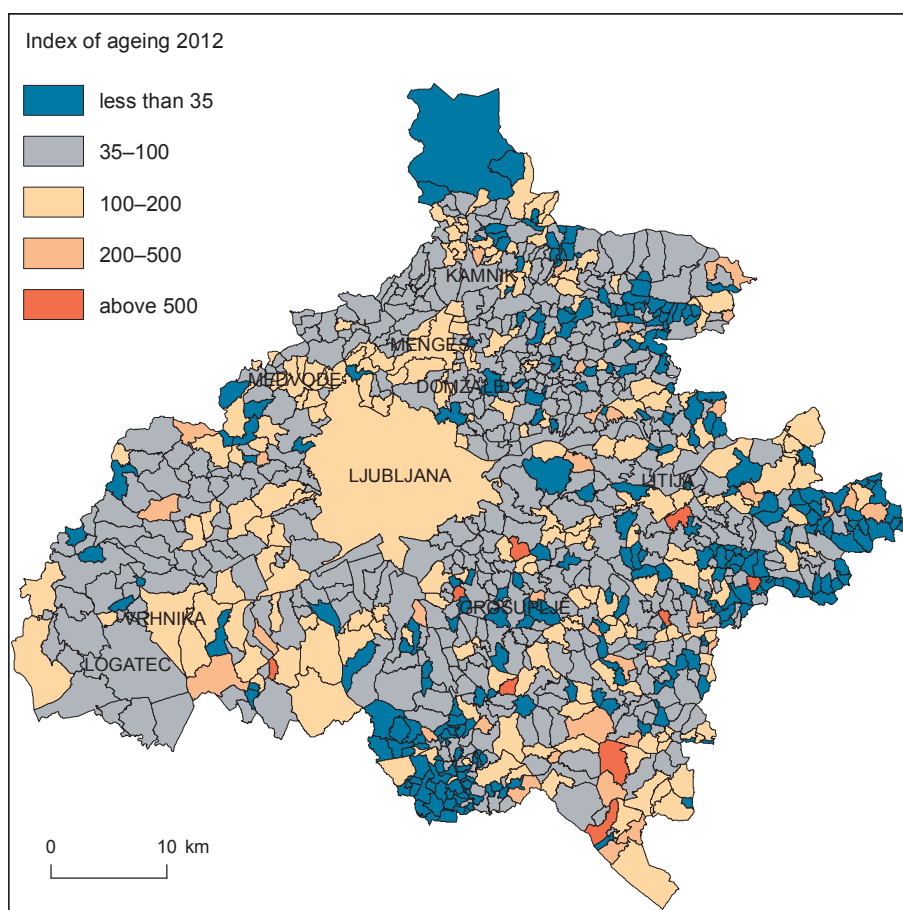 Index of ageing 2012
less than 35
35–100
100–200
200–500
above 500
KAMNIK
MENGEŠ
MEDVODE
DOMŽALE
LJUBLJANA
LITIJA
GROSUPLJE
VRHNIKA
LOGATEC
0 10 km